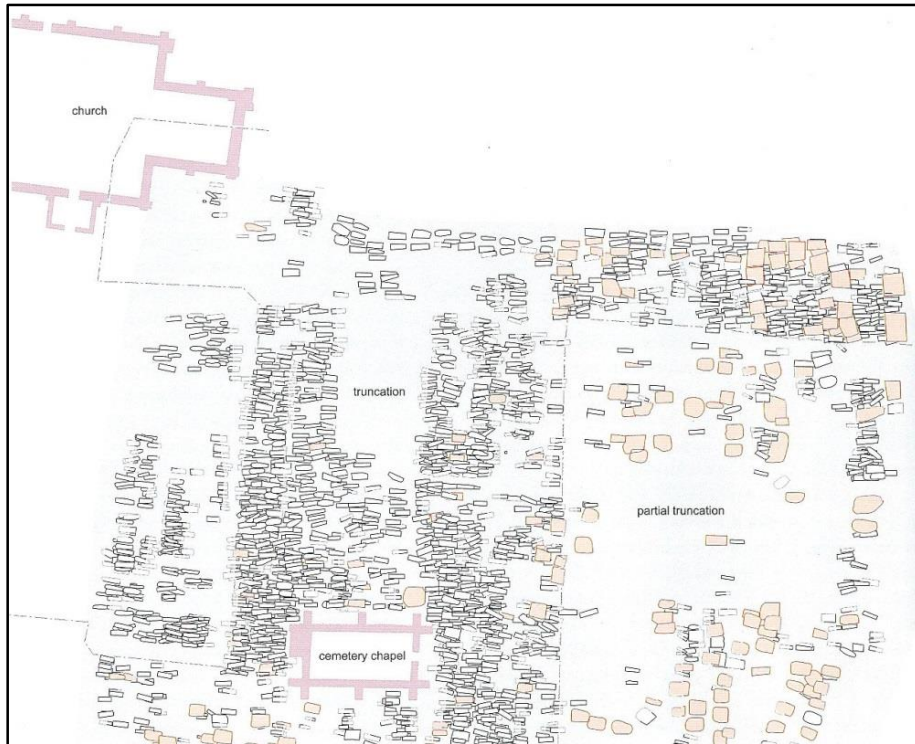 church
truncation
partial truncation
cemetery chapel